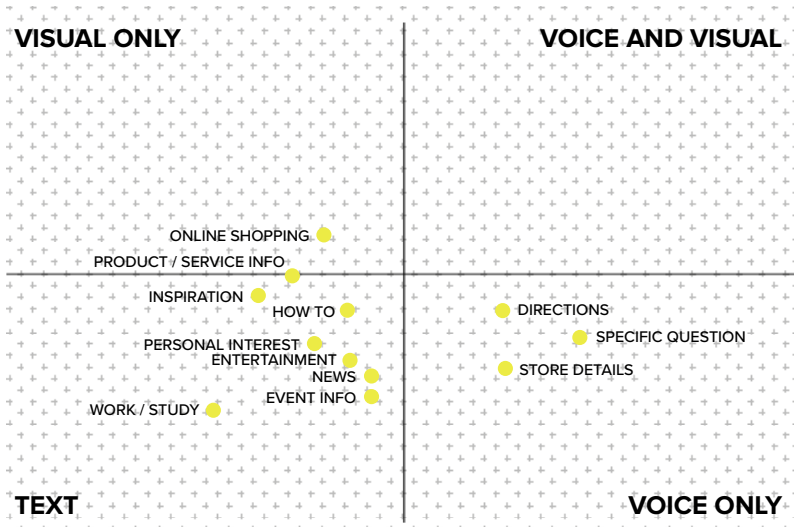 VISUAL ONLY
VOICE AND VISUAL
ONLINE SHOPPING
PRODUCT / SERVICE INFO
INSPIRATION
HOW TO
DIRECTIONS
SPECIFIC QUESTION
PERSONAL INTEREST
ENTERTAINMENT
STORE DETAILS
NEWS
EVENT INFO
WORK / STUDY
TEXT
VOICE ONLY